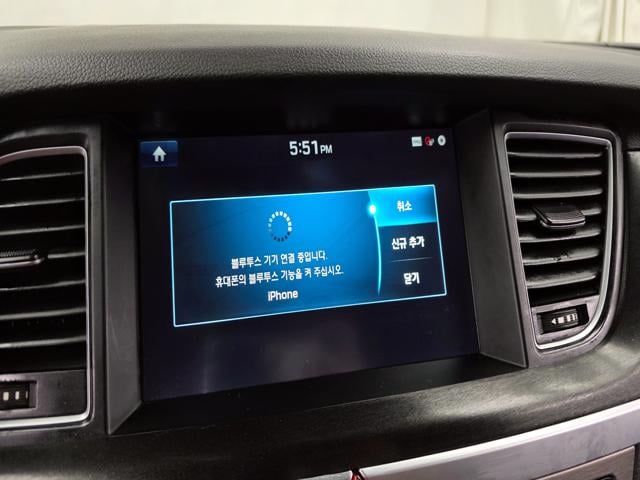 5:51 PM
블루투스 기기 연결 중입니다.
휴대폰의 블루투스 기능을 켜 주십시오.
iPhone
취소
신규 추가
닫기